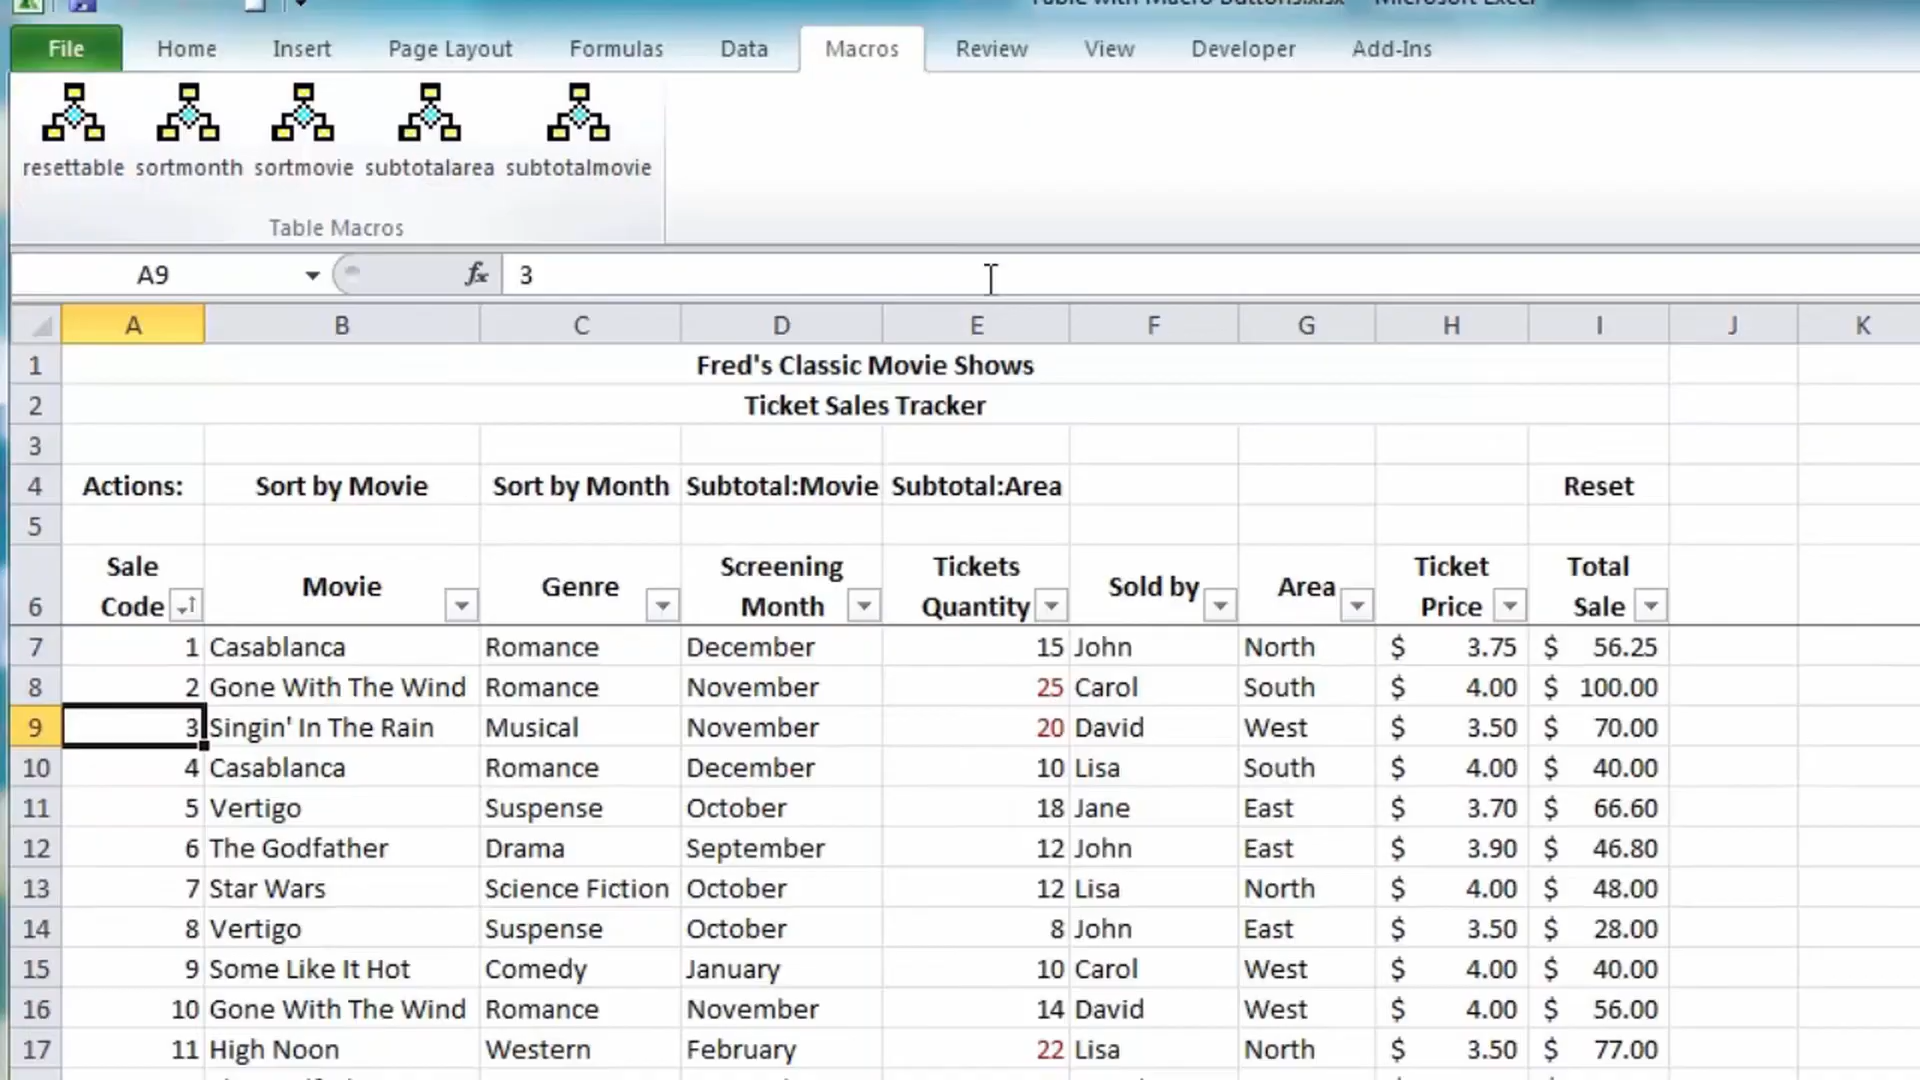 Table with Macro Buttons.xlsx - Microsoft Excel
File Home Insert Page Layout Formulas Data Macros Review View Developer Add-Ins
resettable sortmonth sortmovie subtotalarea subtotalmovie
Table Macros
A9 fx 3
A B C D E F G H I J K
1 Fred's Classic Movie Shows
2 Ticket Sales Tracker
3
4 Actions: Sort by Movie Sort by Month Subtotal:Movie Subtotal:Area Reset
5
6 Sale Code Movie Genre Screening Month Tickets Quantity Sold by Area Ticket Price Total Sale
7 1 Casablanca Romance December 15 John North $ 3.75 $ 56.25
8 2 Gone With The Wind Romance November 25 Carol South $ 4.00 $ 100.00
9 3 Singin' In The Rain Musical November 20 David West $ 3.50 $ 70.00
10 4 Casablanca Romance December 10 Lisa South $ 4.00 $ 40.00
11 5 Vertigo Suspense October 18 Jane East $ 3.70 $ 66.60
12 6 The Godfather Drama September 12 John East $ 3.90 $ 46.80
13 7 Star Wars Science Fiction October 12 Lisa North $ 4.00 $ 48.00
14 8 Vertigo Suspense October 8 John East $ 3.50 $ 28.00
15 9 Some Like It Hot Comedy January 10 Carol West $ 4.00 $ 40.00
16 10 Gone With The Wind Romance November 14 David West $ 4.00 $ 56.00
17 11 High Noon Western February 22 Lisa North $ 3.50 $ 77.00